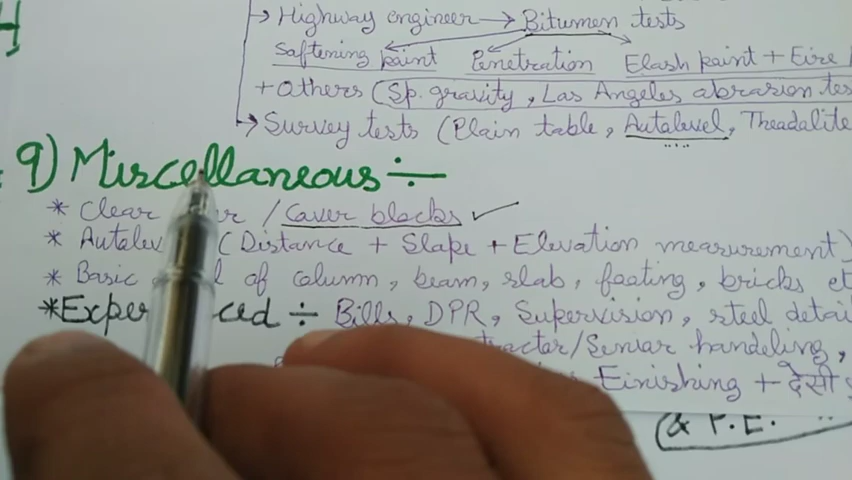 → Highway engineer → Bitumen tests
Softening point Penetration Flash point + Fire
+ Others (Sp. gravity, Las Angeles abrasion tes
→ Survey tests (Plain table, Autolevel, Theadalite
9) Miscellaneous ÷
* Clear / Cover blocks ✓
* Autolev (Distance + Slope + Elevation measurement)
* Basic of column, beam, slab, footing, bricks et
* Exper ced ÷ Bills, DPR, Supervision, steel detai
tractor/Senior handeling,
Finishing + देसी
(& P.E.